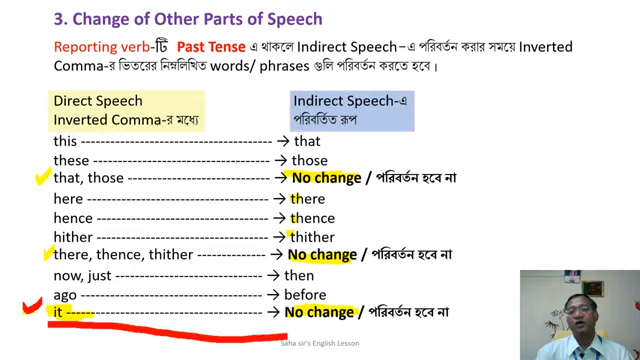 3. Change of Other Parts of Speech
Reporting verb-টি Past Tense এ থাকলে Indirect Speech-এ পরিবর্তন করার সময়ে Inverted
Comma-র ভিতরের নিম্নলিখিত words/ phrases গুলি পরিবর্তন করতে হবে।
Direct Speech
Inverted Comma-র মধ্যে
Indirect Speech-এ
পরিবর্তিত রূপ
this ---------------------------------------→ that
these ------------------------------------→ those
that, those ------------------------------→ No change / পরিবর্তন হবে না
here --------------------------------------→ there
hence ------------------------------------→ thence
hither ------------------------------------→ thither
there, thence, thither --------------→ No change / পরিবর্তন হবে না
now, just --------------------------------→ then
ago ---------------------------------------→ before
it -----------------------------------------→ No change / পরিবর্তন হবে না
Saha sir's English Lesson